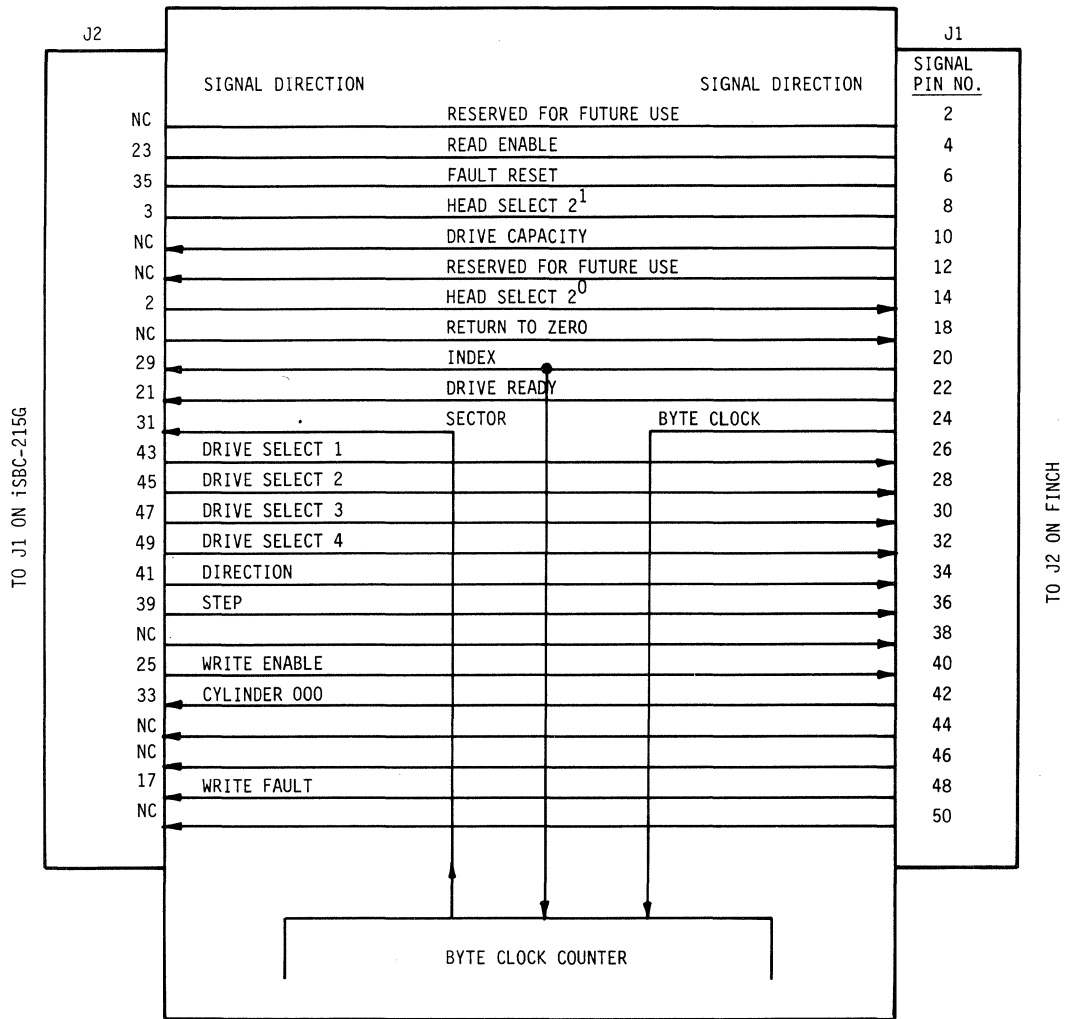 J2 J1
SIGNAL DIRECTION SIGNAL DIRECTION SIGNAL PIN NO.
NC RESERVED FOR FUTURE USE 2
23 READ ENABLE 4
35 FAULT RESET 6
3 HEAD SELECT 2^1 8
NC DRIVE CAPACITY 10
NC RESERVED FOR FUTURE USE 12
2 HEAD SELECT 2^0 14
NC RETURN TO ZERO 18
29 INDEX 20
21 DRIVE READY 22
31 SECTOR BYTE CLOCK 24
43 DRIVE SELECT 1 26
45 DRIVE SELECT 2 28
47 DRIVE SELECT 3 30
49 DRIVE SELECT 4 32
41 DIRECTION 34
39 STEP 36
NC 38
25 WRITE ENABLE 40
33 CYLINDER 000 42
NC 44
NC 46
17 WRITE FAULT 48
NC 50
BYTE CLOCK COUNTER
TO J1 ON iSBC-215G
TO J2 ON FINCH